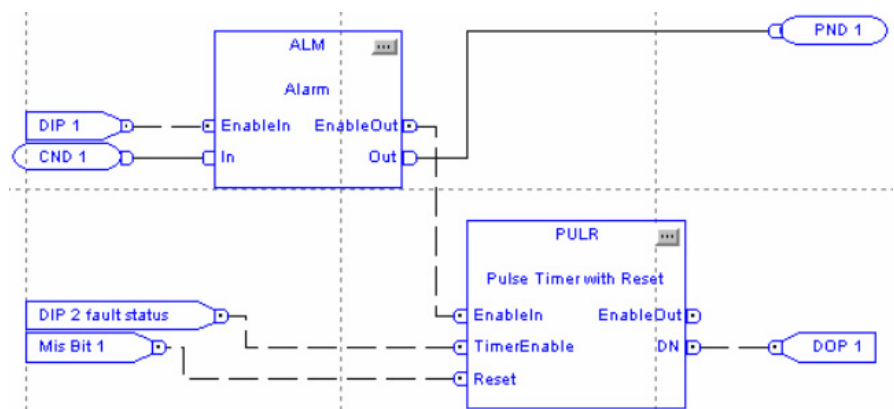 ALM
...
Alarm
PND 1
DIP 1
EnableIn EnableOut
CND 1
In Out
PULR
...
Pulse Timer with Reset
DIP 2 fault status
EnableIn EnableOut
Mis Bit 1
TimerEnable DN
DOP 1
Reset